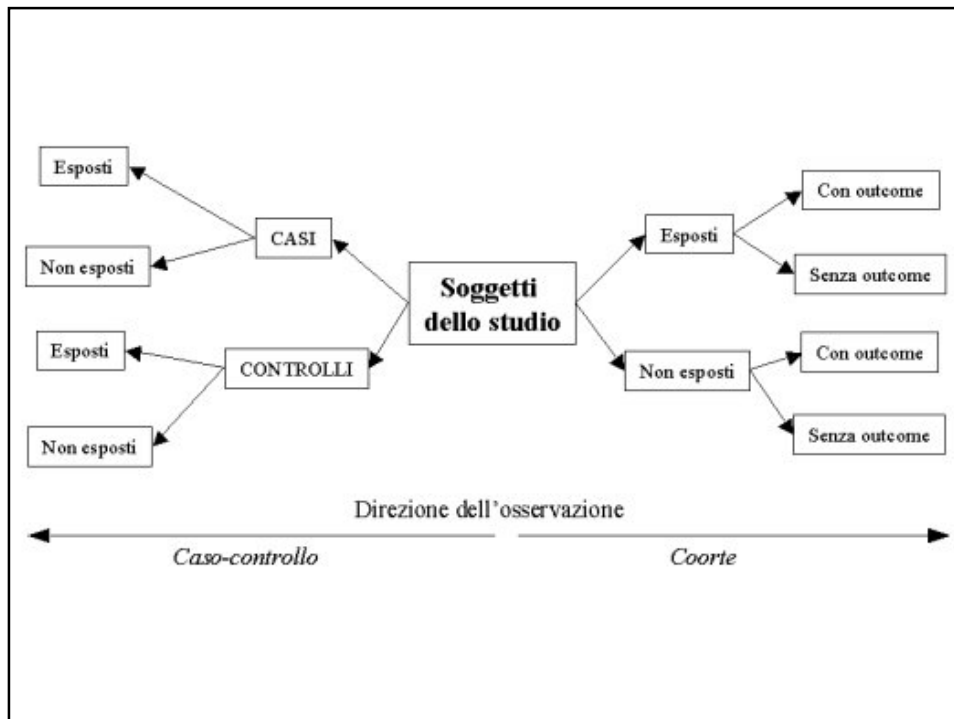 Esposti
Non esposti
CASI
Esposti
Non esposti
CONTROLLI
Soggetti
dello studio
Esposti
Con outcome
Senza outcome
Non esposti
Con outcome
Senza outcome
Direzione dell'osservazione
Caso-controllo
Coorte